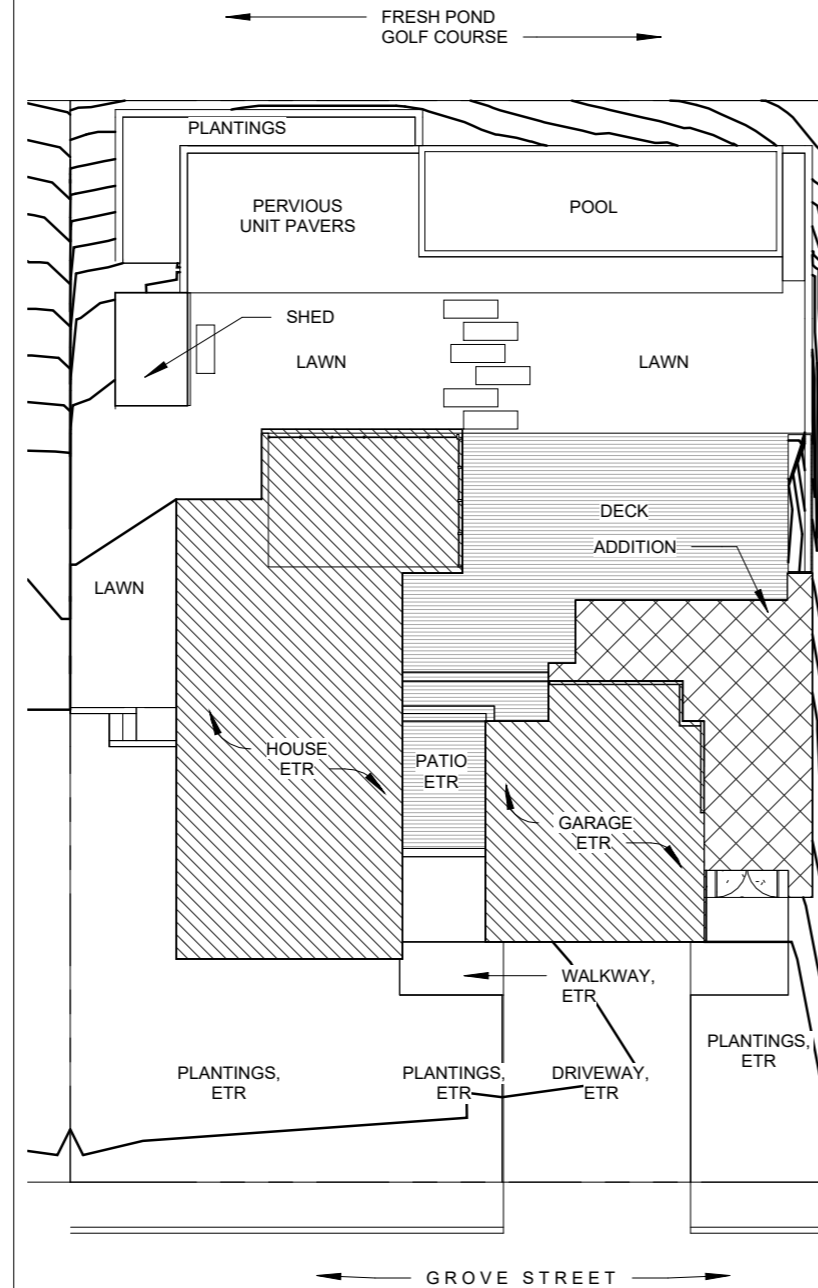 FRESH POND
GOLF COURSE
PLANTINGS
PERVIOUS
UNIT PAVERS
POOL
SHED
LAWN
LAWN
DECK
ADDITION
LAWN
HOUSE
ETR
PATIO
ETR
GARAGE
ETR
WALKWAY,
ETR
PLANTINGS,
ETR
PLANTINGS,
ETR
DRIVEWAY,
ETR
PLANTINGS,
ETR
GROVE STREET